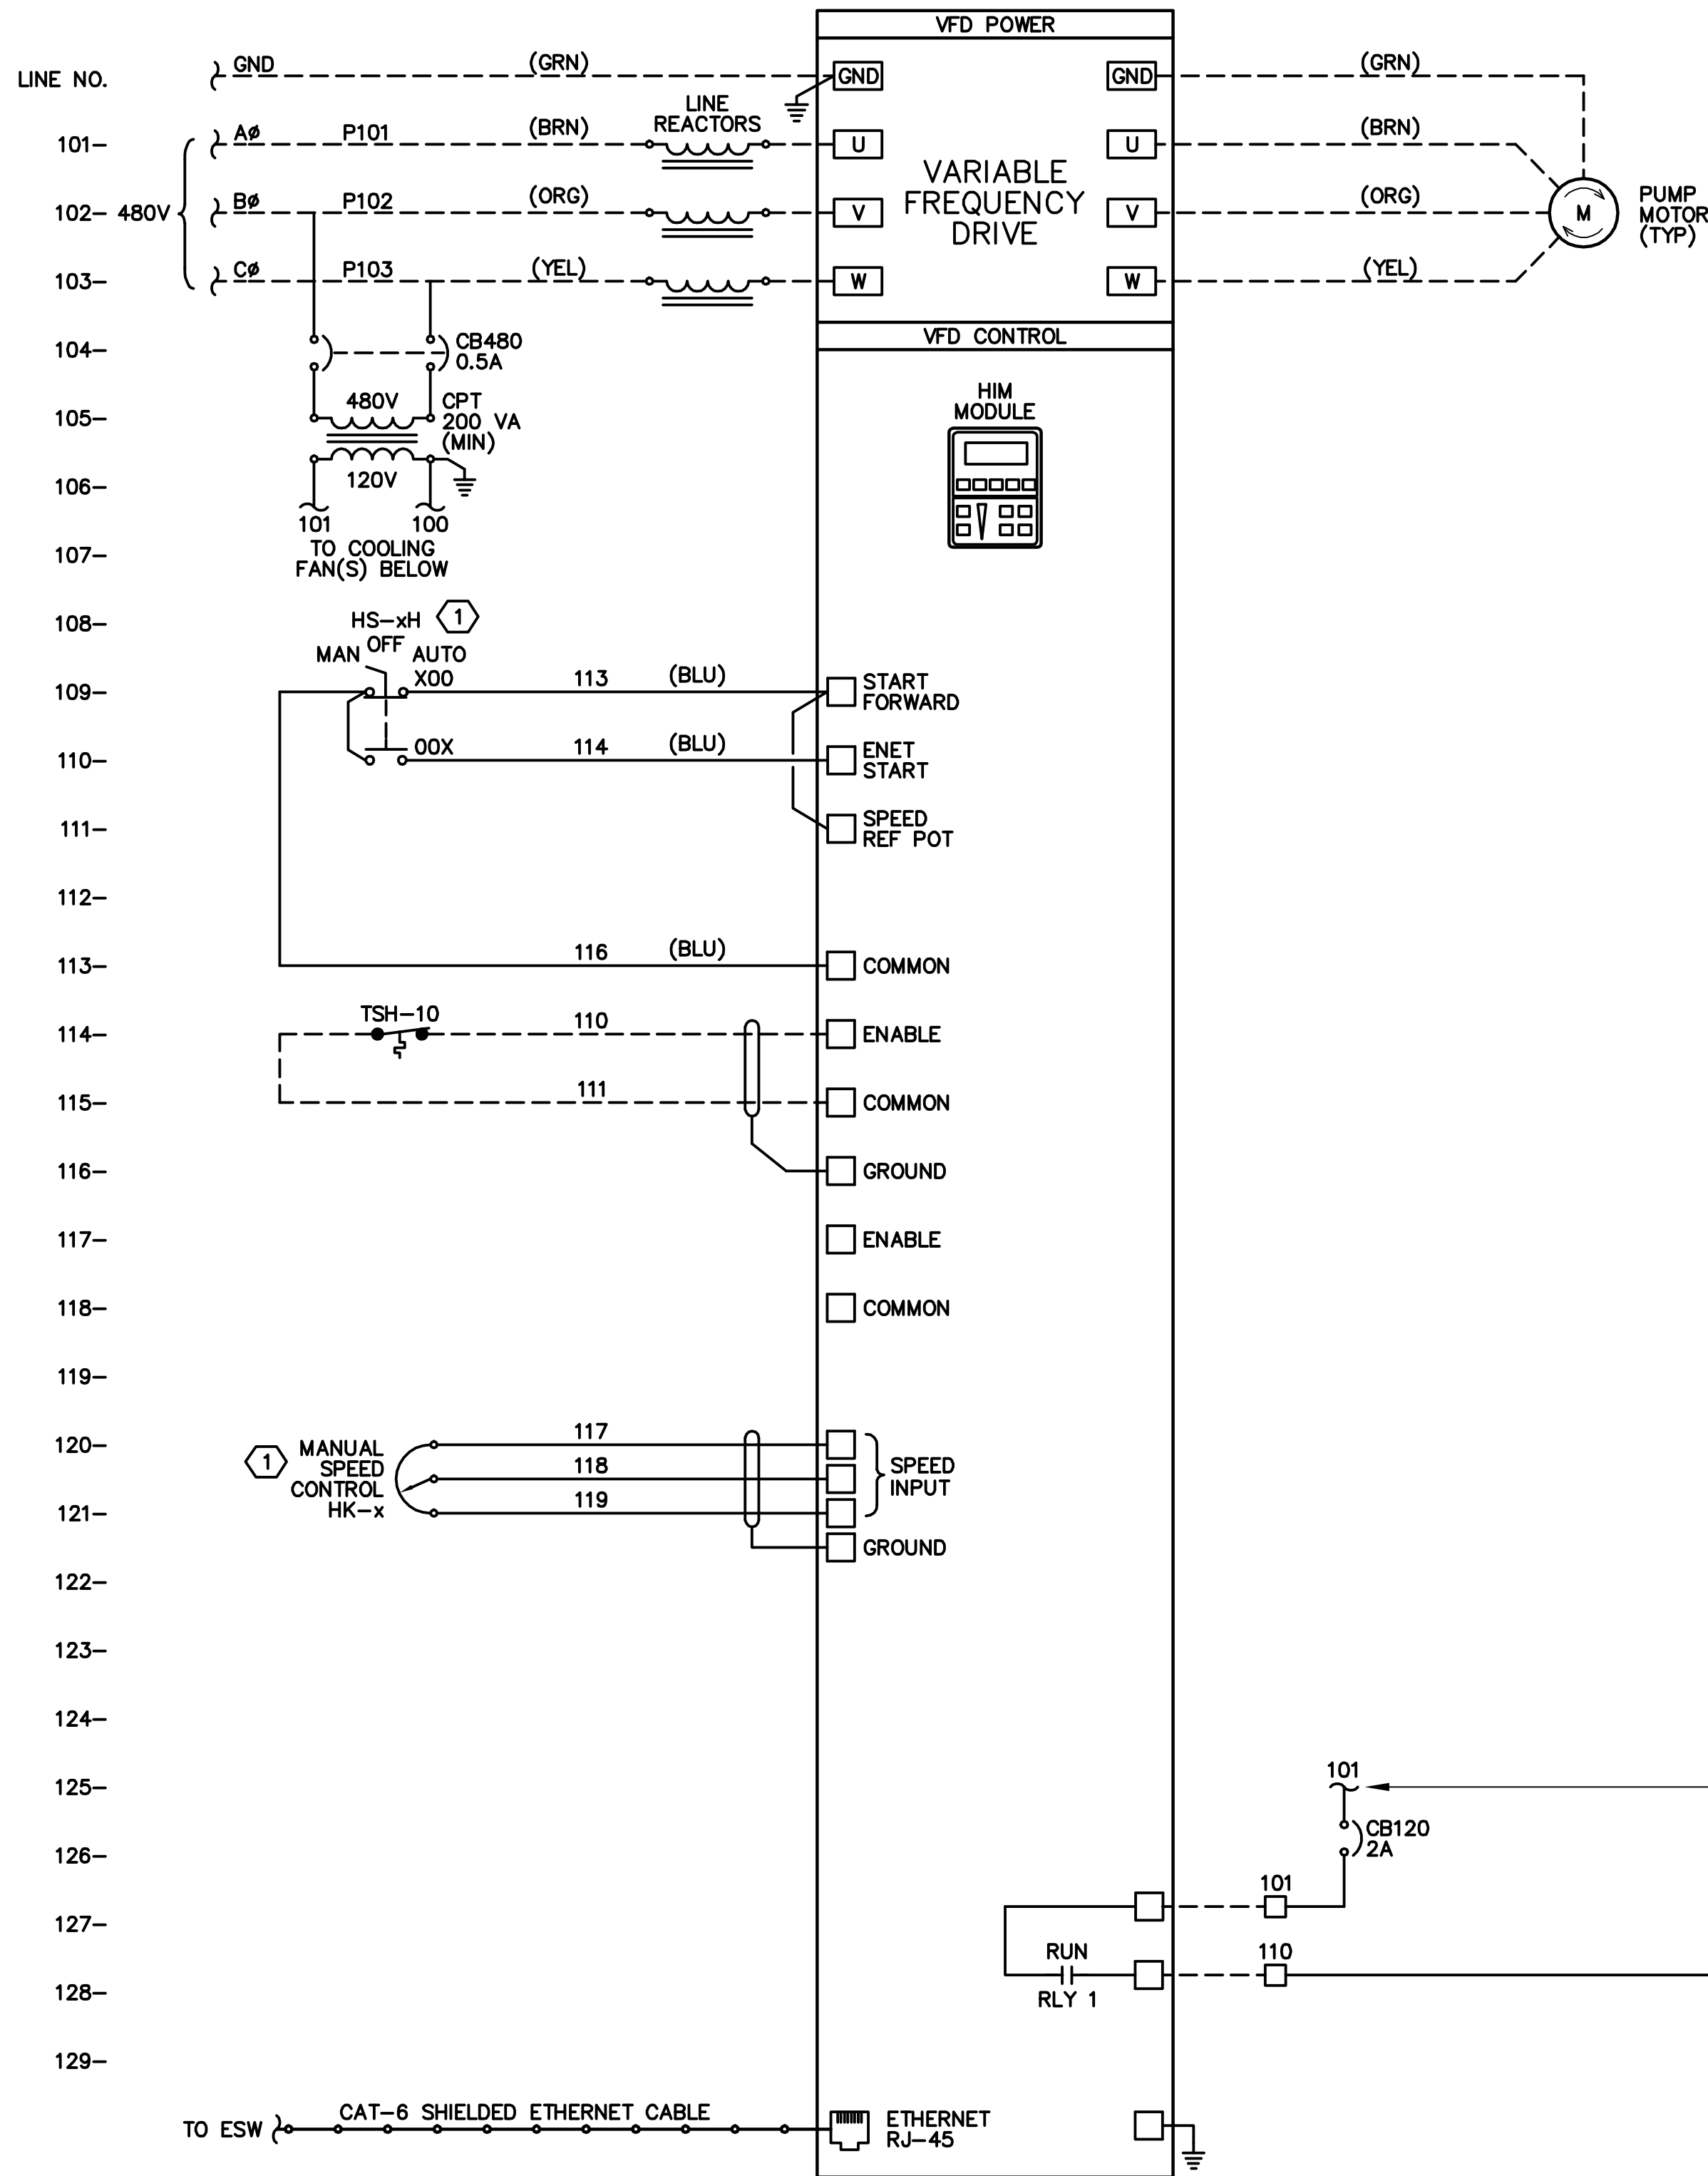 VFD POWER
LINE NO.
GND
(GRN)
GND
GND
(GRN)
LINE
REACTORS
101-
AØ
P101
(BRN)
U
U
(BRN)
VARIABLE
FREQUENCY
DRIVE
102-
480V
BØ
P102
(ORG)
V
V
(ORG)
M
PUMP
MOTOR
(TYP)
103-
CØ
P103
(YEL)
W
W
(YEL)
VFD CONTROL
104-
CB480
0.5A
HIM
MODULE
105-
480V
CPT
200 VA
(MIN)
106-
120V
101
100
107-
TO COOLING
FAN(S) BELOW
108-
HS-xH
1
MAN
OFF
AUTO
109-
X00
113
(BLU)
START
FORWARD
110-
00X
114
(BLU)
ENET
START
111-
SPEED
REF POT
112-
113-
116
(BLU)
COMMON
114-
TSH-10
110
ENABLE
115-
111
COMMON
116-
GROUND
117-
ENABLE
118-
COMMON
119-
120-
1
MANUAL
SPEED
CONTROL
HK-x
117
118
119
SPEED
INPUT
121-
GROUND
122-
123-
124-
125-
101
126-
CB120
2A
127-
101
128-
RUN
RLY 1
110
129-
TO ESW
CAT-6 SHIELDED ETHERNET CABLE
ETHERNET
RJ-45